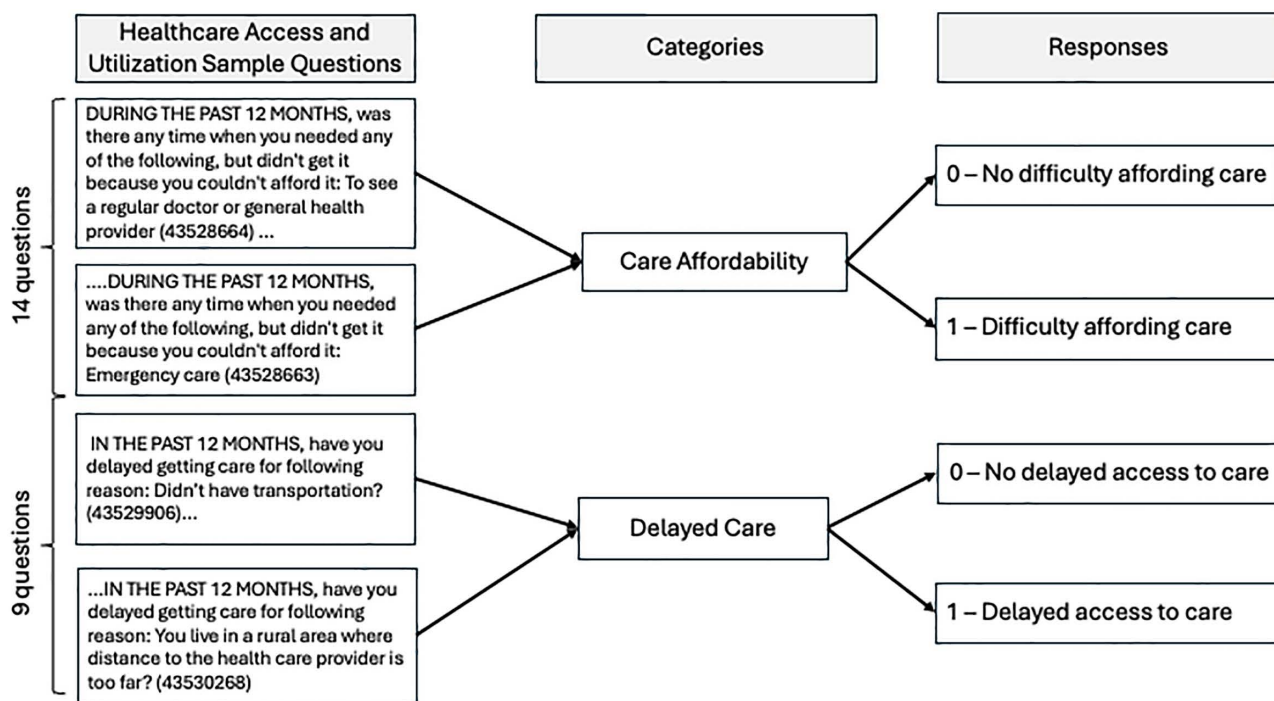 Healthcare Access and
Utilization Sample Questions
Categories
Responses
14 questions
DURING THE PAST 12 MONTHS, was
there any time when you needed any
of the following, but didn't get it
because you couldn't afford it: To see
a regular doctor or general health
provider (43528664) ...
....DURING THE PAST 12 MONTHS,
was there any time when you needed
any of the following, but didn't get it
because you couldn't afford it:
Emergency care (43528663)
Care Affordability
0 – No difficulty affording care
1 – Difficulty affording care
9 questions
IN THE PAST 12 MONTHS, have you
delayed getting care for following
reason: Didn't have transportation?
(43529906)...
...IN THE PAST 12 MONTHS, have you
delayed getting care for following
reason: You live in a rural area where
distance to the health care provider is
too far? (43530268)
Delayed Care
0 – No delayed access to care
1 – Delayed access to care